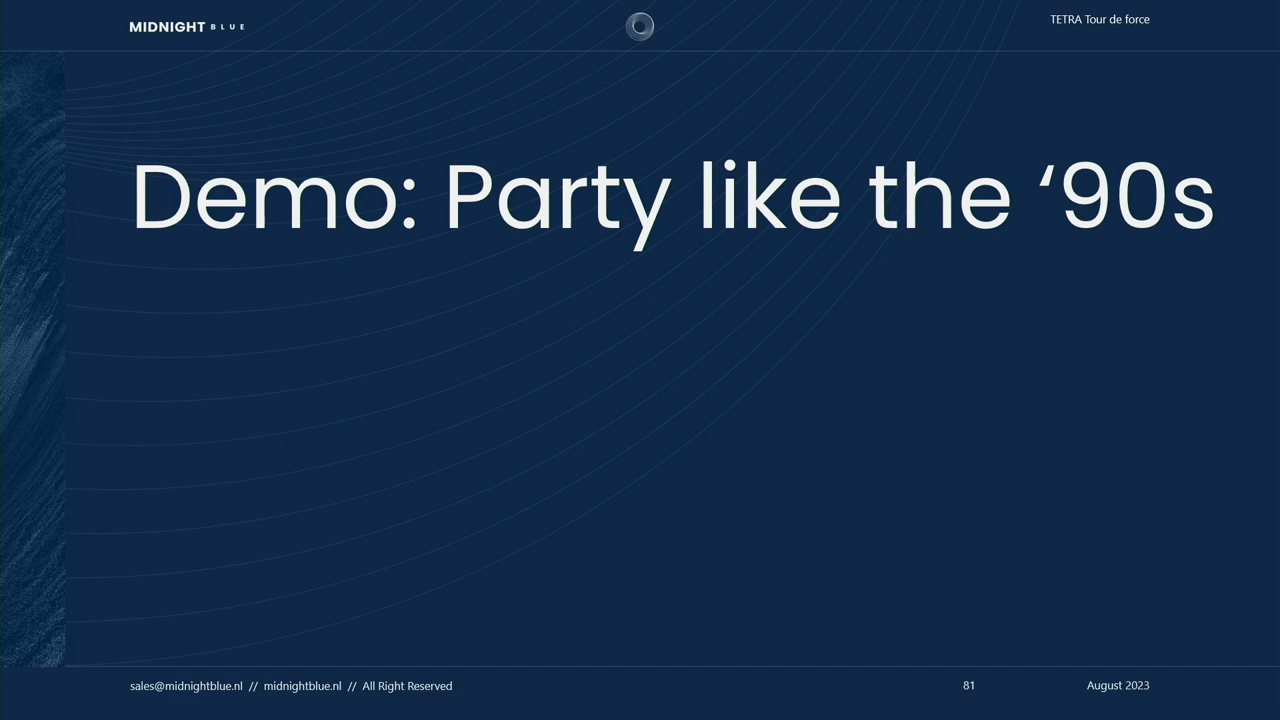 MIDNIGHT BLUE
TETRA Tour de force
Demo: Party like the ‘90s
sales@midnightblue.nl // midnightblue.nl // All Right Reserved
81
August 2023